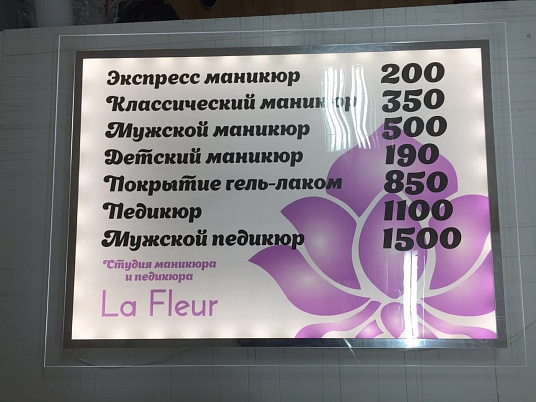 Экспресс маникюр 200
Классический маникюр 350
Мужской маникюр 500
Детский маникюр 190
Покрытие гель-лаком 850
Педикюр 1100
Мужской педикюр 1500
Студия маникюра
и педикюра
La Fleur